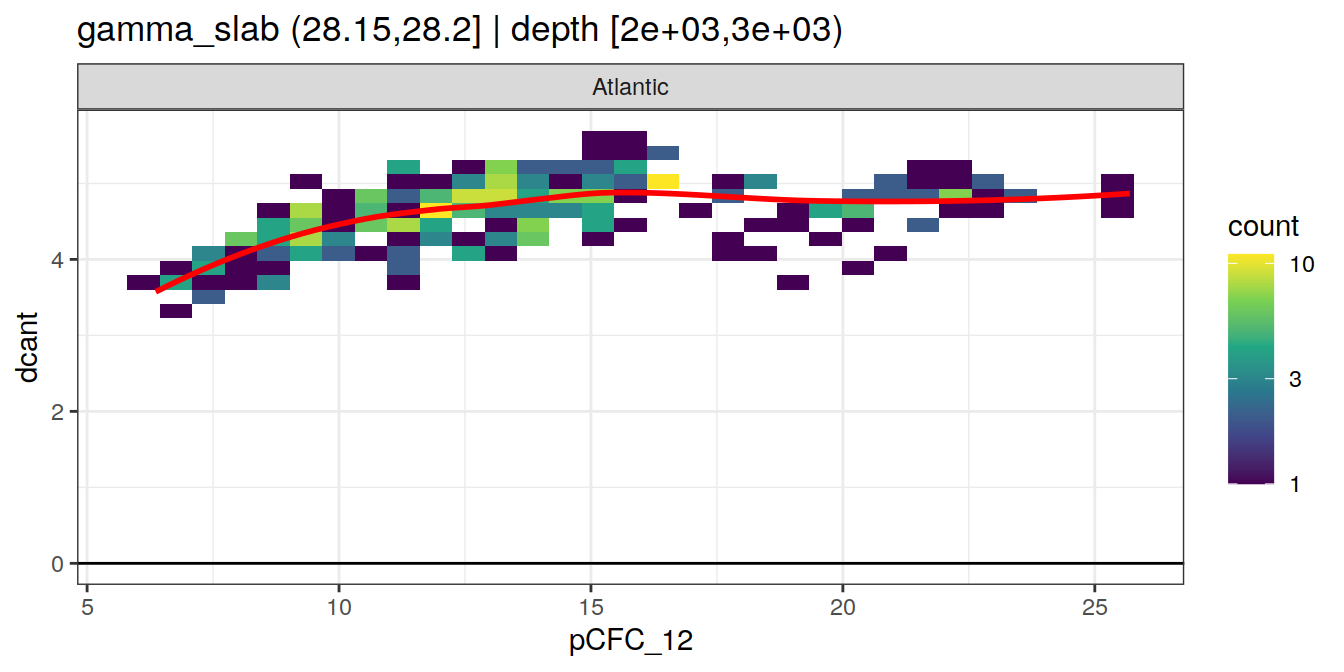 gamma_slab (28.15,28.2] | depth [2e+03,3e+03)
Atlantic
dcant
4
2
0
5 10 15 20 25
pCFC_12
count
10
3
1